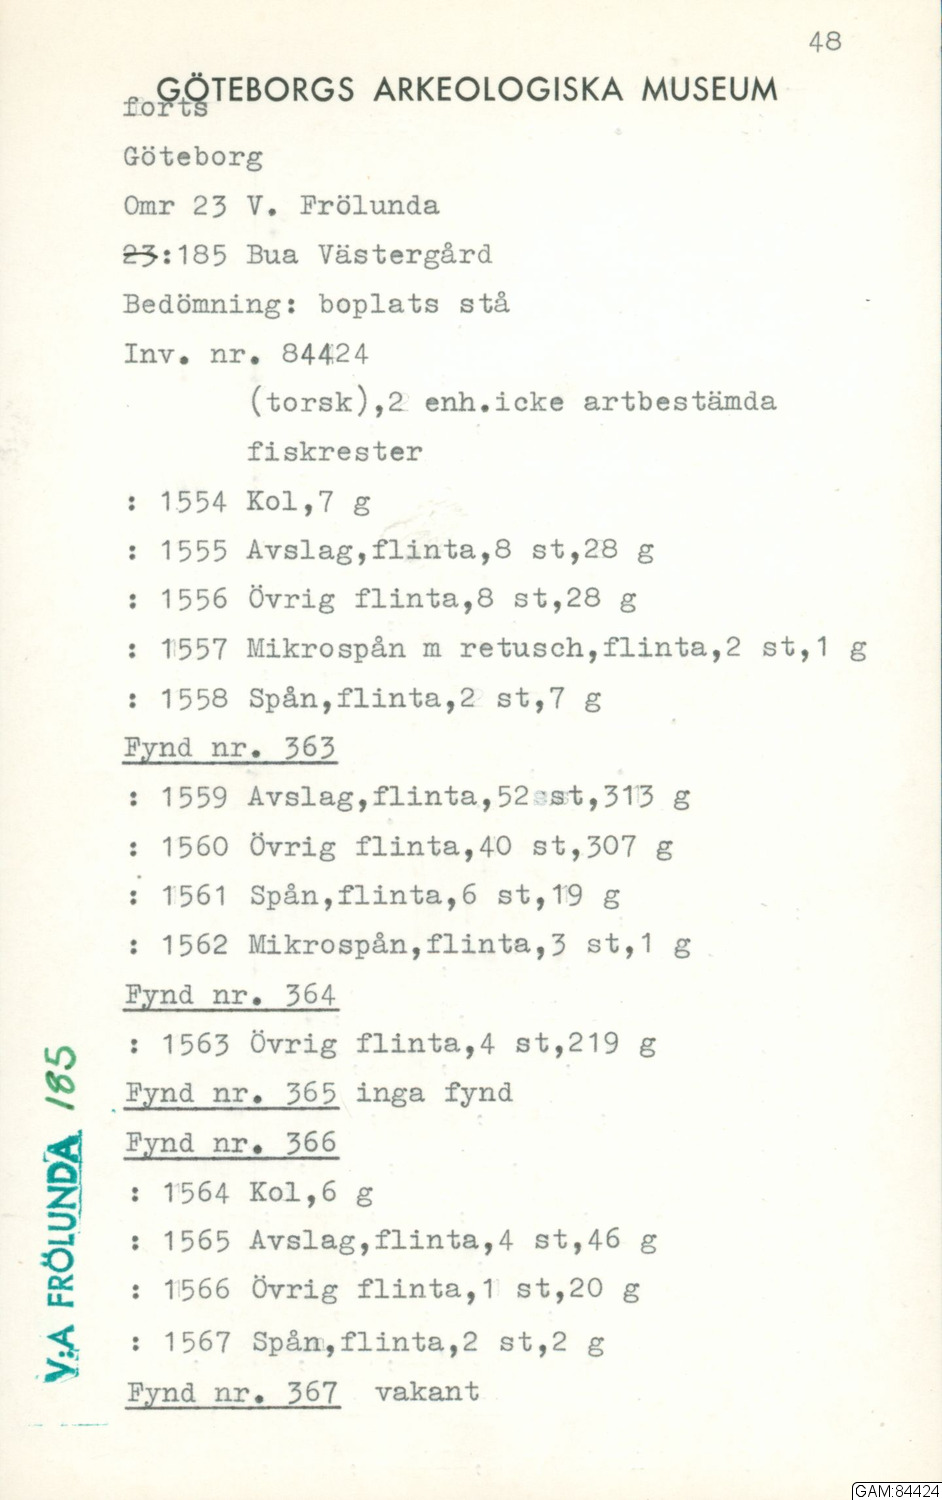 48
GÖTEBORGS ARKEOLOGISKA MUSEUM
forts
Göteborg
Omr 23 V. Frölunda
23:185 Bua Västergård
Bedömning: boplats stå
Inv. nr. 84424
(torsk),2 enh.icke artbestämda
fiskrester
: 1554 Kol,7 g
: 1555 Avslag,flinta,8 st,28 g
: 1556 Övrig flinta,8 st,28 g
: 1557 Mikrospån m retusch,flinta,2 st,1 g
: 1558 Spån,flinta,2 st,7 g
Fynd nr. 363
: 1559 Avslag,flinta,52 st,313 g
: 1560 Övrig flinta,40 st,307 g
: 1561 Spån,flinta,6 st,19 g
: 1562 Mikrospån,flinta,3 st,1 g
Fynd nr. 364
: 1563 Övrig flinta,4 st,219 g
Fynd nr. 365 inga fynd
Fynd nr. 366
: 1564 Kol,6 g
: 1565 Avslag,flinta,4 st,46 g
: 1566 Övrig flinta,1 st,20 g
: 1567 Spån,flinta,2 st,2 g
Fynd nr. 367 vakant
V:A FRÖLUNDA 185
GAM:84424